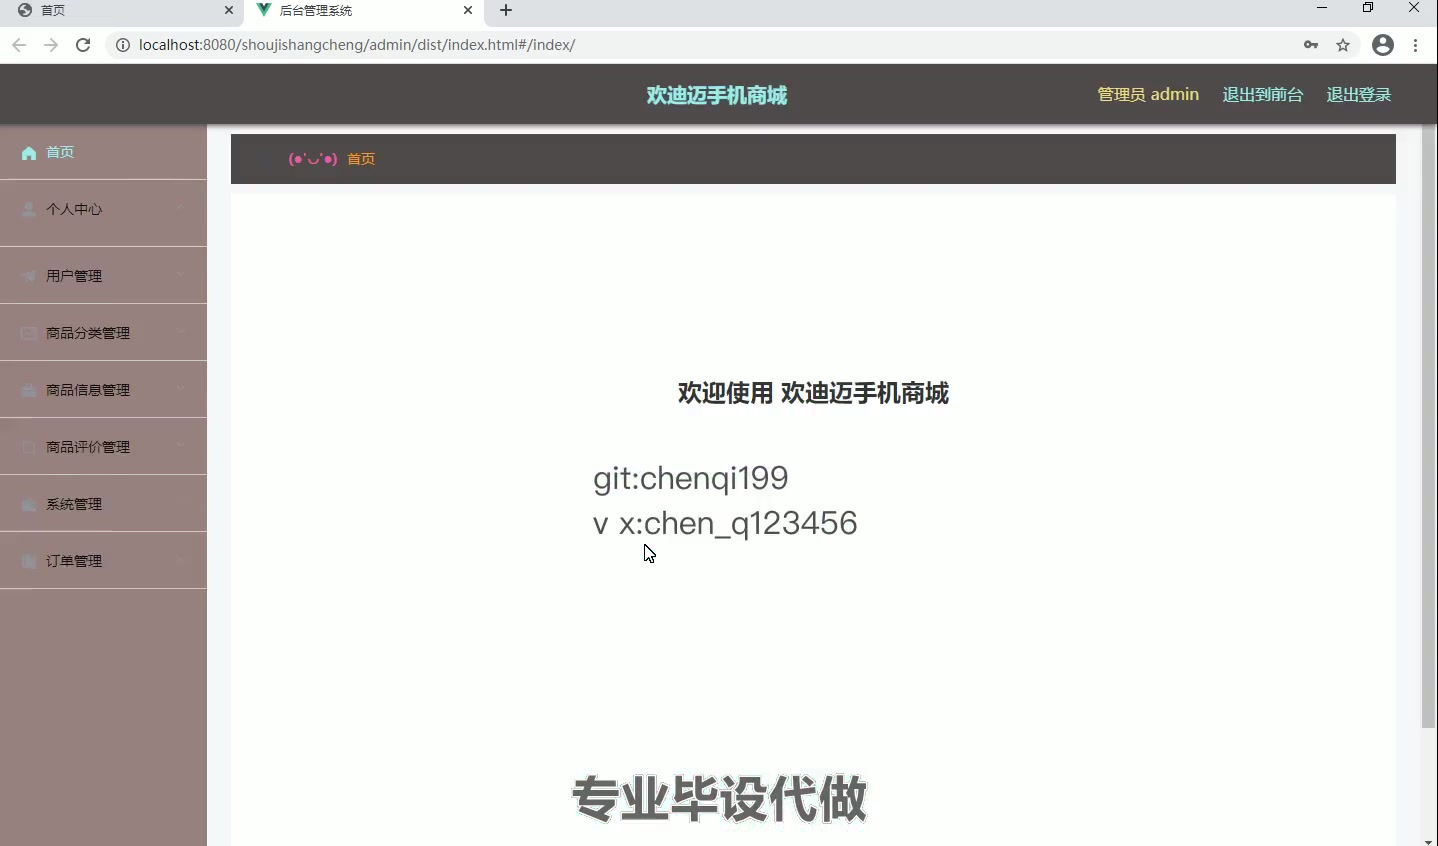 首页
后台管理系统
localhost:8080/shoujishangcheng/admin/dist/index.html#/index/
欢迪迈手机商城
管理员 admin 退出到前台 退出登录
首页
(●'◡'●) 首页
个人中心
用户管理
商品分类管理
商品信息管理
商品评价管理
系统管理
订单管理
欢迎使用 欢迪迈手机商城
git:chenqi199
v x:chen_q123456
专业毕设代做